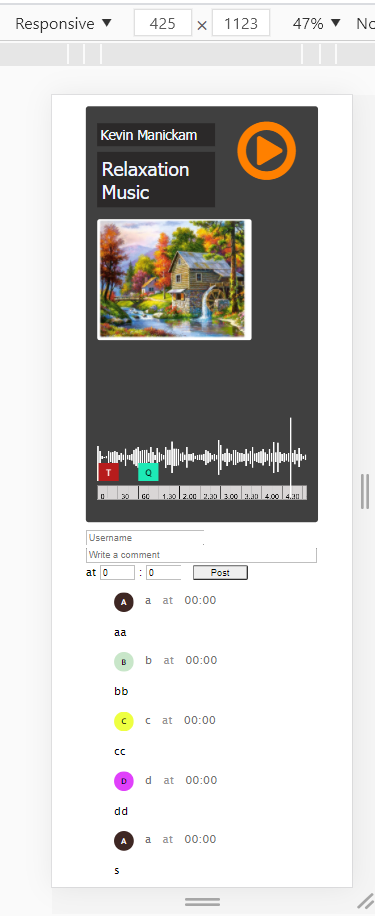 Responsive ▼ 425 × 1123 47% ▼ No
Kevin Manickam
Relaxation
Music
T Q
0 30 60 1.30 2.00 2.30 3.00 3.30 4.00 4.30
Username
Write a comment
at 0 : 0 Post
A a at 00:00
aa
B b at 00:00
bb
C c at 00:00
cc
D d at 00:00
dd
A a at 00:00
s